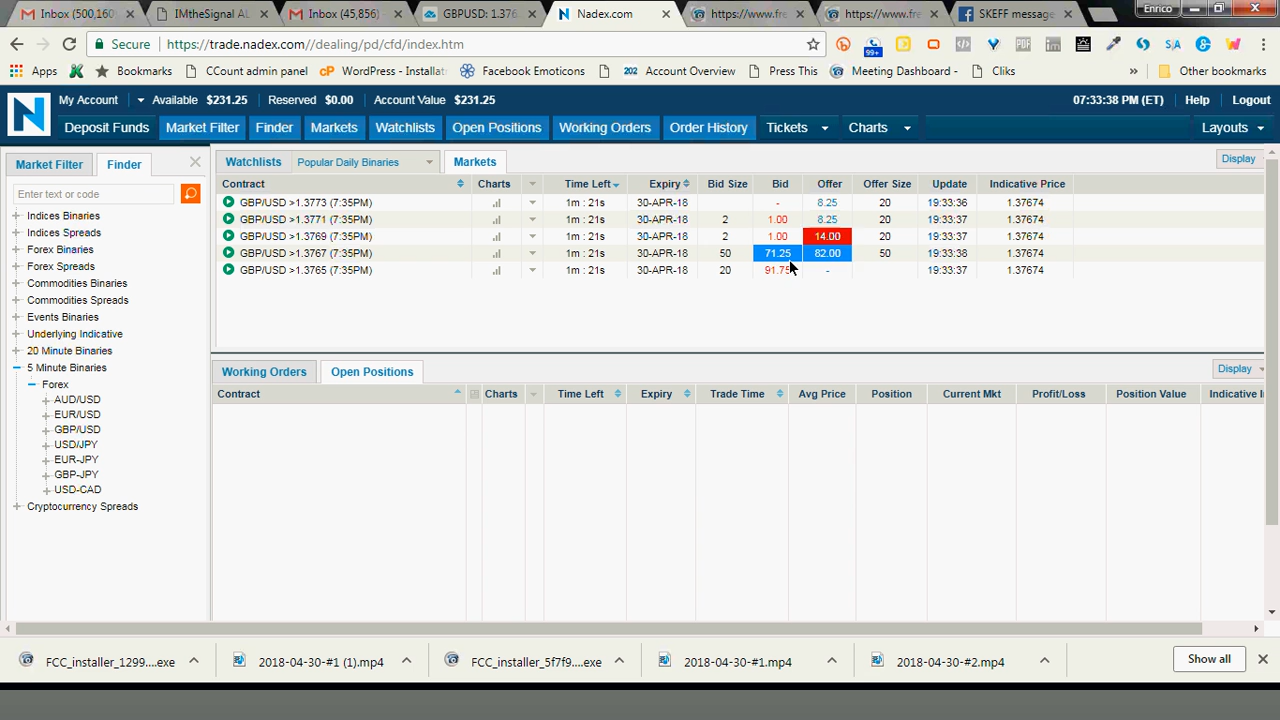 Inbox (500,160)
IMtheSignal AL
Inbox (45,856)
GBPUSD: 1.376
Nadex.com
https://www.fre
https://www.fre
SKEFF message
Enrico
Secure
https://trade.nadex.com//dealing/pd/cfd/index.htm
99+
Apps
Bookmarks
CCount admin panel
cP WordPress - Installat
Facebook Emoticons
202 Account Overview
Press This
Meeting Dashboard -
Cliks
»
Other bookmarks
My Account
Available $231.25
Reserved $0.00
Account Value $231.25
07:33:38 PM (ET)
Help
Logout
Deposit Funds
Market Filter
Finder
Markets
Watchlists
Open Positions
Working Orders
Order History
Tickets
Charts
Layouts
Market Filter
Finder
Watchlists
Popular Daily Binaries
Markets
Display
Enter text or code
Indices Binaries
Indices Spreads
Forex Binaries
Forex Spreads
Commodities Binaries
Commodities Spreads
Events Binaries
Underlying Indicative
20 Minute Binaries
5 Minute Binaries
Forex
AUD/USD
EUR/USD
GBP/USD
USD/JPY
EUR-JPY
GBP-JPY
USD-CAD
Cryptocurrency Spreads
Contract Charts Time Left Expiry Bid Size Bid Offer Offer Size Update Indicative Price
GBP/USD >1.3773 (7:35PM) 1m : 21s 30-APR-18 - 8.25 20 19:33:36 1.37674
GBP/USD >1.3771 (7:35PM) 1m : 21s 30-APR-18 2 1.00 8.25 20 19:33:37 1.37674
GBP/USD >1.3769 (7:35PM) 1m : 21s 30-APR-18 2 1.00 14.00 20 19:33:37 1.37674
GBP/USD >1.3767 (7:35PM) 1m : 21s 30-APR-18 50 71.25 82.00 50 19:33:38 1.37674
GBP/USD >1.3765 (7:35PM) 1m : 21s 30-APR-18 20 91.75 - 19:33:37 1.37674
Working Orders
Open Positions
Display
Contract Charts Time Left Expiry Trade Time Avg Price Position Current Mkt Profit/Loss Position Value Indicative
FCC_installer_1299....exe
2018-04-30-#1 (1).mp4
FCC_installer_5f7f9....exe
2018-04-30-#1.mp4
2018-04-30-#2.mp4
Show all